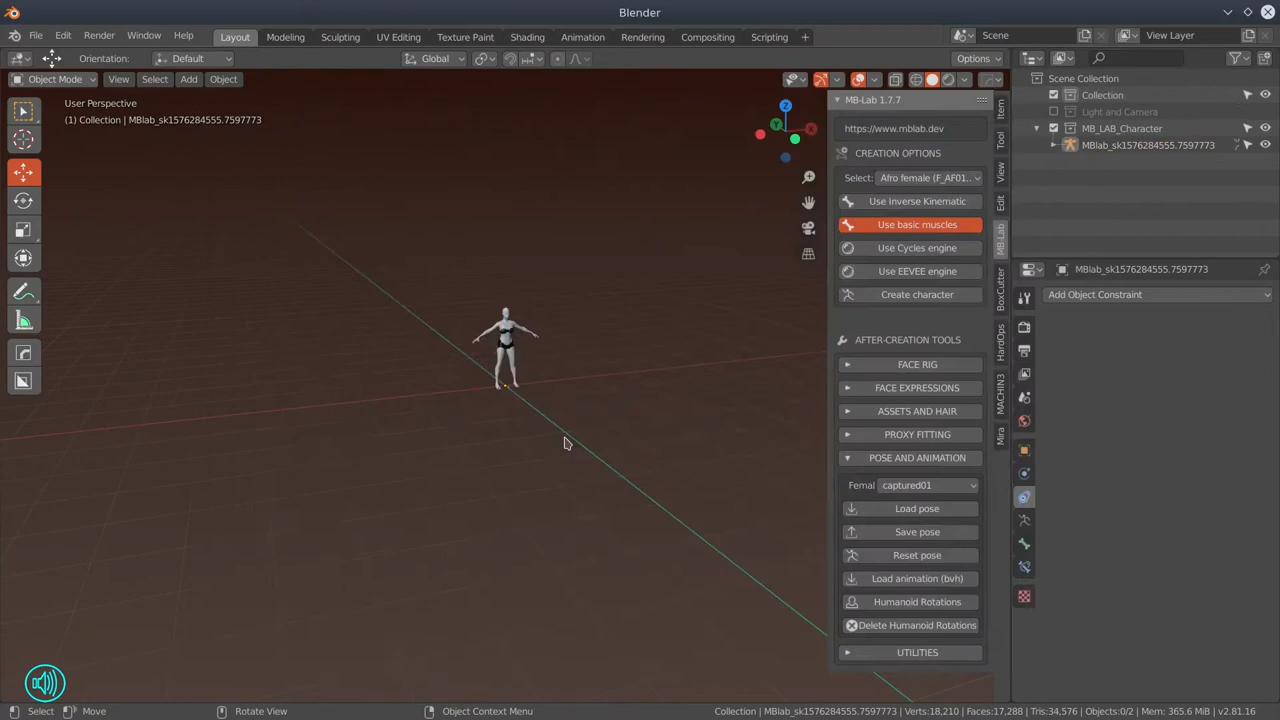 Blender
File Edit Render Window Help Layout Modeling Sculpting UV Editing Texture Paint Shading Animation Rendering Compositing Scripting + Scene View Layer
Orientation: Default Global Options
Object Mode View Select Add Object
User Perspective
(1) Collection | MBlab_sk1576284555.7597773
Z
Y
X
MB-Lab 1.7.7
https://www.mblab.dev
CREATION OPTIONS
Select: Afro female (F_AF01..
Use Inverse Kinematic
Use basic muscles
Use Cycles engine
Use EEVEE engine
Create character
AFTER-CREATION TOOLS
FACE RIG
FACE EXPRESSIONS
ASSETS AND HAIR
PROXY FITTING
POSE AND ANIMATION
Femal captured01
Load pose
Save pose
Reset pose
Load animation (bvh)
Humanoid Rotations
Delete Humanoid Rotations
UTILITIES
Item
Tool
View
Edit
MB-Lab
BoxCutter
HardOps
MACHIN3
Mira
Scene Collection
Collection
Light and Camera
MB_LAB_Character
MBlab_sk1576284555.7597773
MBlab_sk1576284555.7597773
Add Object Constraint
Select Move Rotate View Object Context Menu Collection | MBlab_sk1576284555.7597773 | Verts:18,210 | Faces:17,288 | Tris:34,576 | Objects:0/2 | Mem: 365.6 MiB | v2.81.16